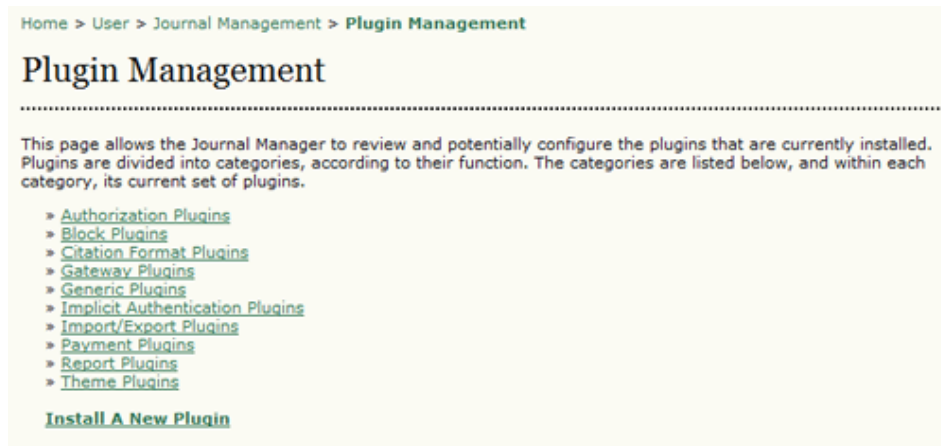 Home > User > Journal Management > Plugin Management
Plugin Management
This page allows the Journal Manager to review and potentially configure the plugins that are currently installed.
Plugins are divided into categories, according to their function. The categories are listed below, and within each
category, its current set of plugins.
» Authorization Plugins
» Block Plugins
» Citation Format Plugins
» Gateway Plugins
» Generic Plugins
» Implicit Authentication Plugins
» Import/Export Plugins
» Payment Plugins
» Report Plugins
» Theme Plugins
Install A New Plugin